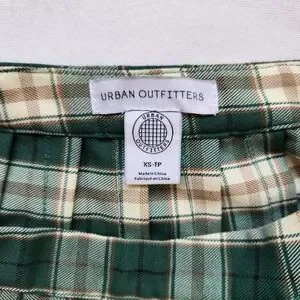 URBAN OUTFITTERS
URBAN
OUTFITTERS
XS-TP
Made in China
Fabriqué en Chine